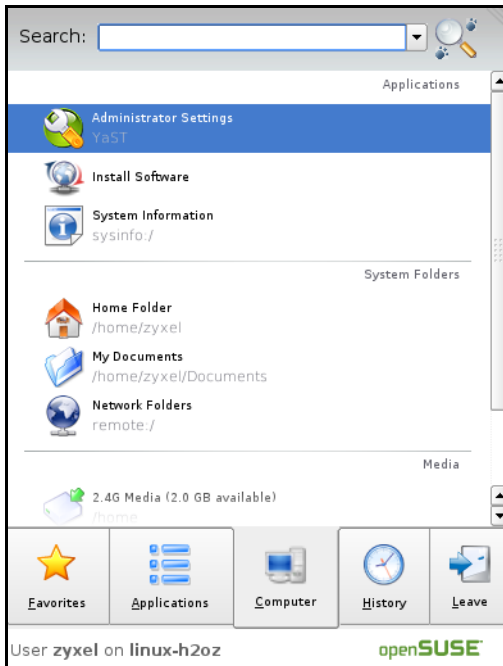 Search:
Applications
Administrator Settings
YaST
Install Software
System Information
sysinfo:/
System Folders
Home Folder
/home/zyxel
My Documents
/home/zyxel/Documents
Network Folders
remote:/
Media
2.4G Media (2.0 GB available)
/home
Favorites
Applications
Computer
History
Leave
User zyxel on linux-h2oz
openSUSE